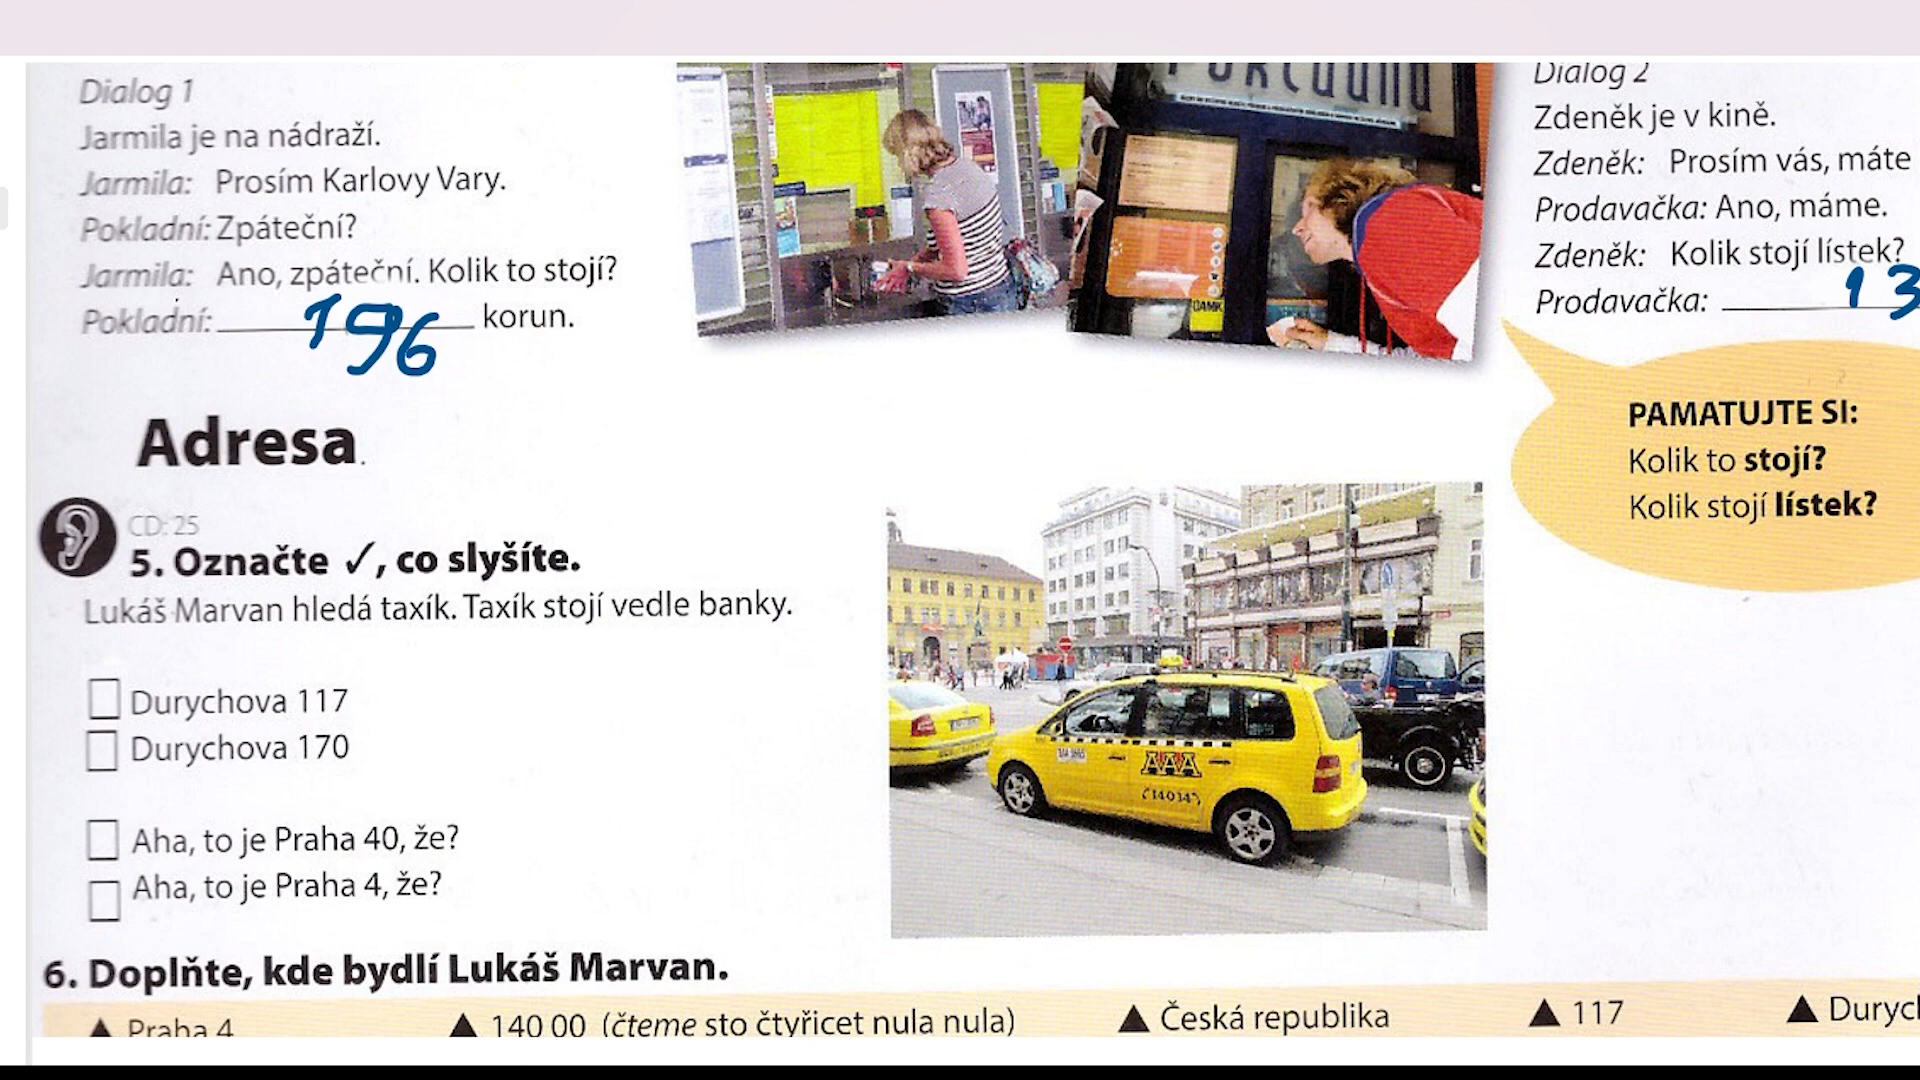 Dialog 1
Jarmila je na nádraží.
Jarmila: Prosím Karlovy Vary.
Pokladní: Zpáteční?
Jarmila: Ano, zpáteční. Kolik to stojí?
Pokladní: 196 korun.
Dialog 2
Zdeněk je v kině.
Zdeněk: Prosím vás, máte
Prodavačka: Ano, máme.
Zdeněk: Kolik stojí lístek?
Prodavačka: 13
PAMATUJTE SI:
Kolik to stojí?
Kolik stojí lístek?
Adresa.
CD: 25
5. Označte ✓, co slyšíte.
Lukáš Marvan hledá taxík. Taxík stojí vedle banky.
Durychova 117
Durychova 170
Aha, to je Praha 40, že?
Aha, to je Praha 4, že?
AAA
14014
6. Doplňte, kde bydlí Lukáš Marvan.
▲ Praha 4 ▲ 140 00 (čteme sto čtyřicet nula nula) ▲ Česká republika ▲ 117 ▲ Durych